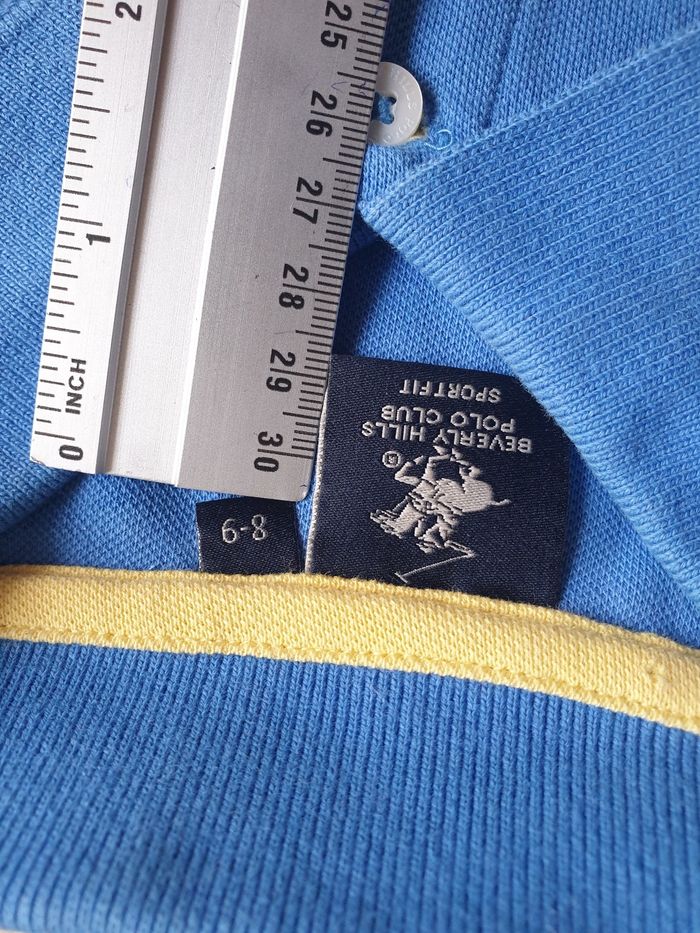 2
1
INCH
0
25
26
27
28
29
30
BEVERLY HILLS
POLO CLUB
SPORTFIT
®
6-8